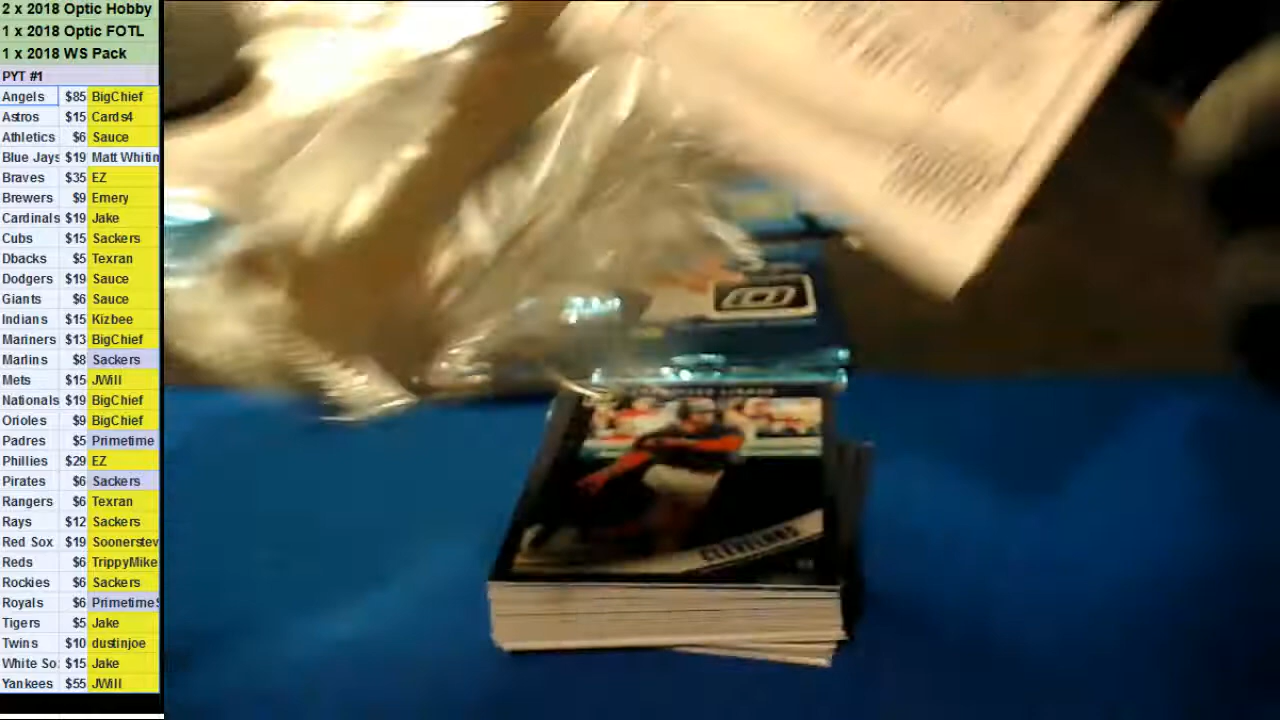 2 x 2018 Optic Hobby
1 x 2018 Optic FOTL
1 x 2018 WS Pack
PYT #1
Angels $85 BigChief
Astros $15 Cards4
Athletics $6 Sauce
Blue Jays $19 Matt Whitin
Braves $35 EZ
Brewers $9 Emery
Cardinals $19 Jake
Cubs $15 Sackers
Dbacks $5 Texran
Dodgers $19 Sauce
Giants $6 Sauce
Indians $15 Kizbee
Mariners $13 BigChief
Marlins $8 Sackers
Mets $15 JWill
Nationals $19 BigChief
Orioles $9 BigChief
Padres $5 Primetime
Phillies $29 EZ
Pirates $6 Sackers
Rangers $6 Texran
Rays $12 Sackers
Red Sox $19 Soonerstev
Reds $6 TrippyMike
Rockies $6 Sackers
Royals $6 PrimetimeS
Tigers $5 Jake
Twins $10 dustinjoe
White So $15 Jake
Yankees $55 JWill
CLEVELAND